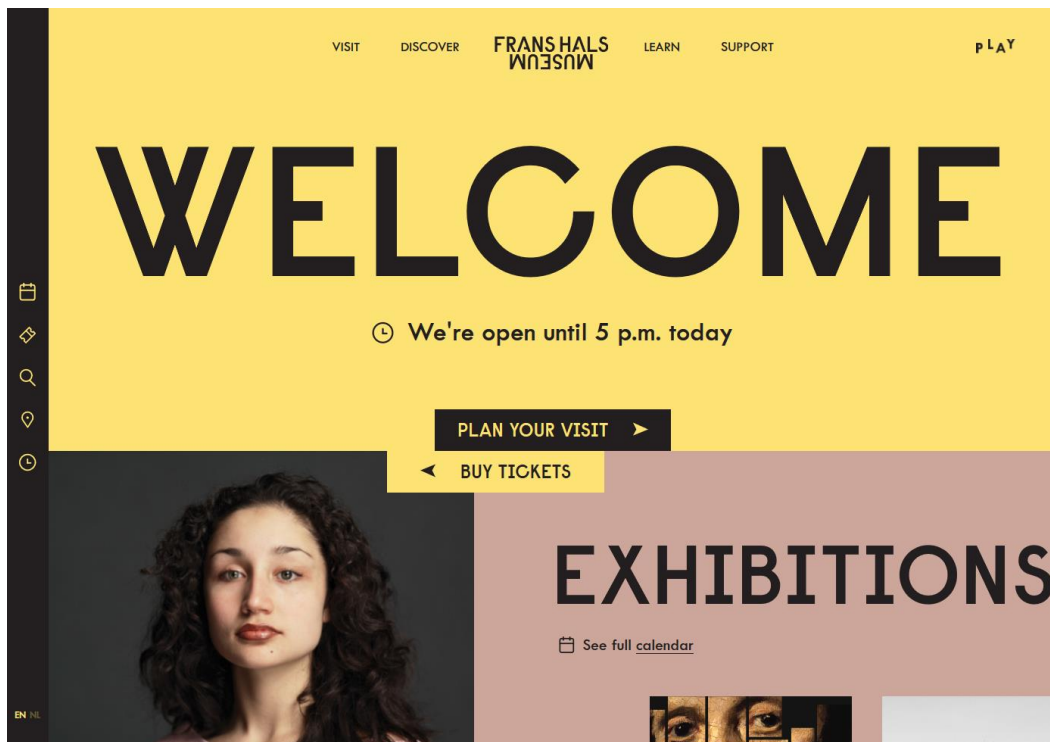 VISIT DISCOVER FRANS HALS MUSEUM LEARN SUPPORT PLAY
WELCOME
We're open until 5 p.m. today
PLAN YOUR VISIT
BUY TICKETS
EXHIBITIONS
See full calendar
EN NL